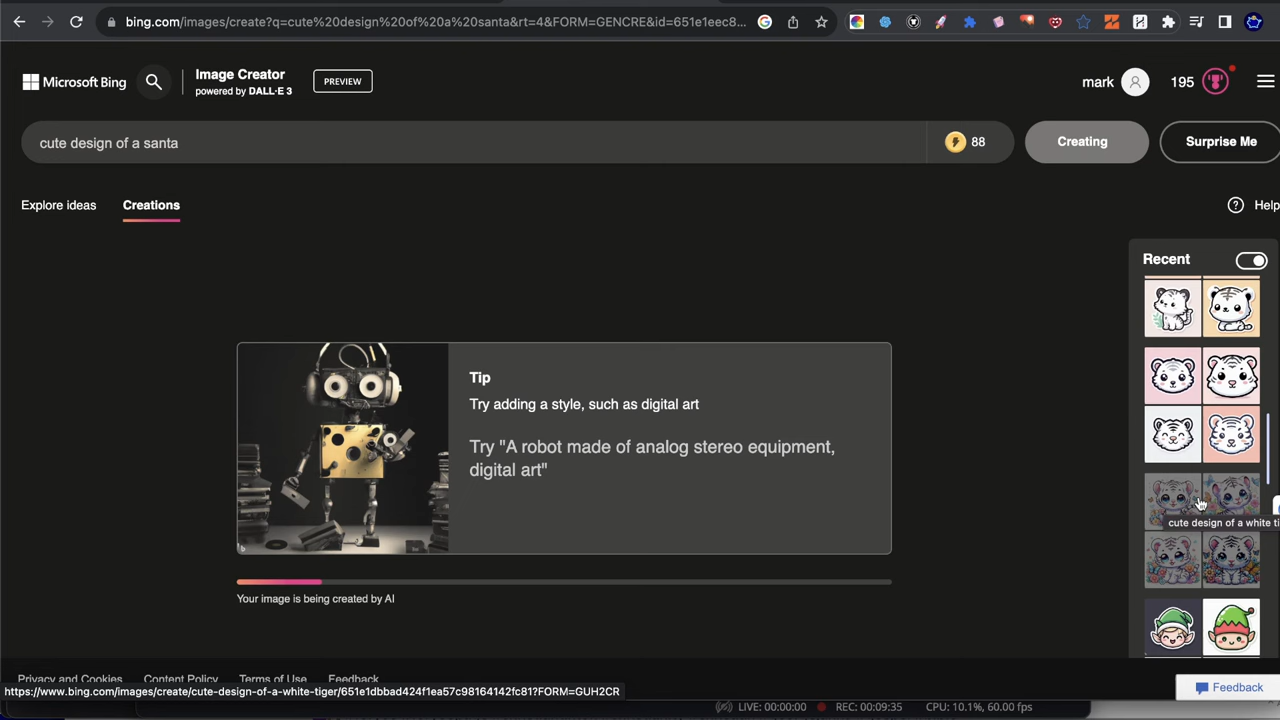 bing.com/images/create?q=cute%20design%20of%20a%20santa&rt=4&FORM=GENCRE&id=651e1eec8...
Microsoft Bing
Image Creator
powered by DALL·E 3
PREVIEW
mark
195
cute design of a santa
88
Creating
Surprise Me
Explore ideas
Creations
Help
Recent
Tip
Try adding a style, such as digital art
Try "A robot made of analog stereo equipment,
digital art"
cute design of a white ti
Your image is being created by AI
Privacy and Cookies
Content Policy
Terms of Use
Feedback
Feedback
https://www.bing.com/images/create/cute-design-of-a-white-tiger/651e1dbbad424f1ea57c98164142fc81?FORM=GUH2CR
LIVE: 00:00:00
REC: 00:09:35
CPU: 10.1%, 60.00 fps